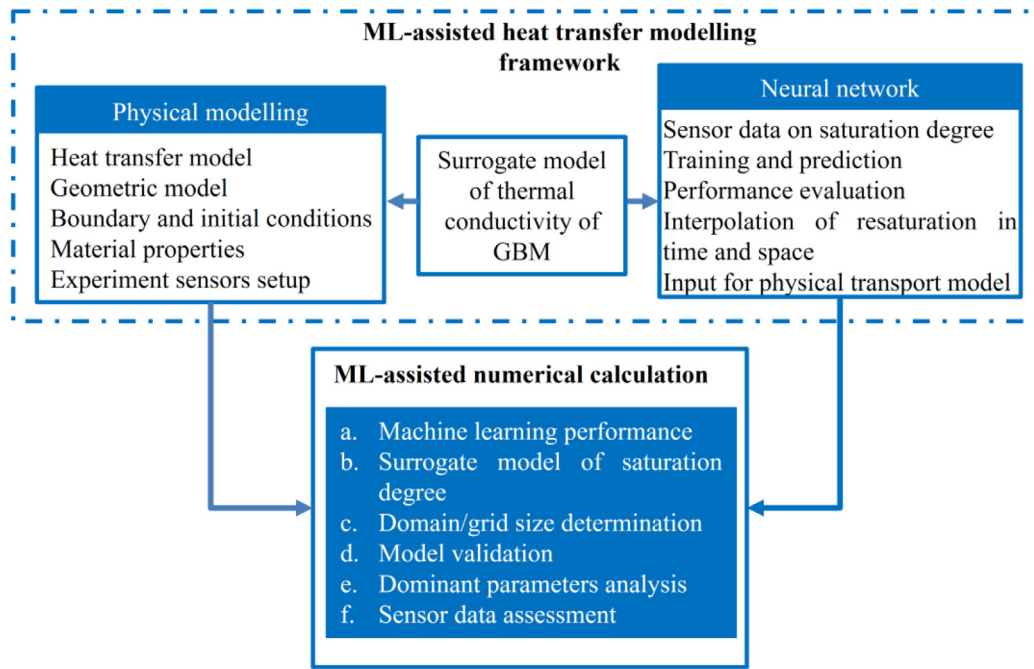 ML-assisted heat transfer modelling
framework
Physical modelling
Heat transfer model
Geometric model
Boundary and initial conditions
Material properties
Experiment sensors setup
Surrogate model
of thermal
conductivity of
GBM
Neural network
Sensor data on saturation degree
Training and prediction
Performance evaluation
Interpolation of resaturation in
time and space
Input for physical transport model
ML-assisted numerical calculation
a. Machine learning performance
b. Surrogate model of saturation
degree
c. Domain/grid size determination
d. Model validation
e. Dominant parameters analysis
f. Sensor data assessment